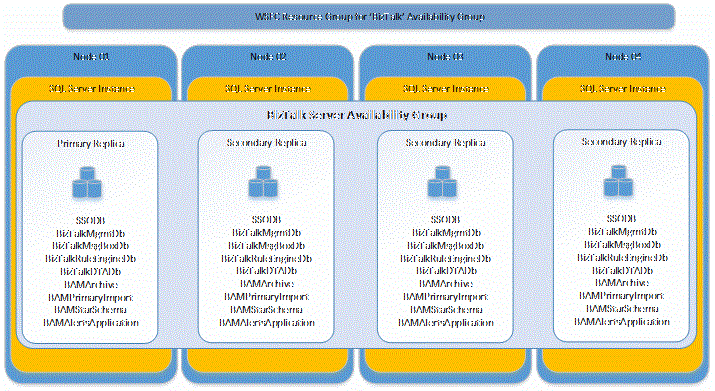 WSFC Resource Group for 'BizTalk' Availability Group
Node 01
Node 02
Node 03
Node 04
SQL Server Instance
SQL Server Instance
SQL Server Instance
SQL Server Instance
BizTalk Server Availability Group
Primary Replica
SSODB
BizTalkMgmtDb
BizTalkMsgBoxDb
BizTalkRuleEngineDb
BizTalkDTADb
BAMArchive
BAMPrimaryImport
BAMStarSchema
BAMAlertsApplication
Secondary Replica
SSODB
BizTalkMgmtDb
BizTalkMsgBoxDb
BizTalkRuleEngineDb
BizTalkDTADb
BAMArchive
BAMPrimaryImport
BAMStarSchema
BAMAlertsApplication
Secondary Replica
SSODB
BizTalkMgmtDb
BizTalkMsgBoxDb
BizTalkRuleEngineDb
BizTalkDTADb
BAMArchive
BAMPrimaryImport
BAMStarSchema
BAMAlertsApplication
Secondary Replica
SSODB
BizTalkMgmtDb
BizTalkMsgBoxDb
BizTalkRuleEngineDb
BizTalkDTADb
BAMArchive
BAMPrimaryImport
BAMStarSchema
BAMAlertsApplication